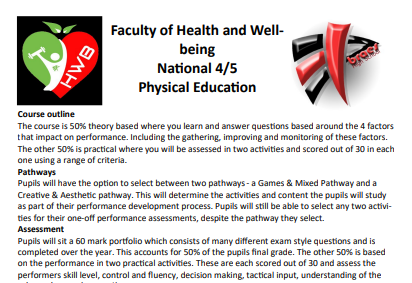 HWB
Faculty of Health and Well-
being
National 4/5
Physical Education
Course outline
The course is 50% theory based where you learn and answer questions based around the 4 factors
that impact on performance. Including the gathering, improving and monitoring of these factors.
The other 50% is practical where you will be assessed in two activities and scored out of 30 in each
one using a range of criteria.
Pathways
Pupils will have the option to select between two pathways - a Games & Mixed Pathway and a
Creative & Aesthetic pathway. This will determine the activities and content the pupils will study
as part of their performance development process. Pupils will still be able to select any two activi-
ties for their one-off performance assessments, despite the pathway they select.
Assessment
Pupils will sit a 60 mark portfolio which consists of many different exam style questions and is
completed over the year. This accounts for 50% of the pupils final grade. The other 50% is based
on the performance in two practical activities. These are each scored out of 30 and assess the
performers skill level, control and fluency, decision making, tactical input, understanding of the